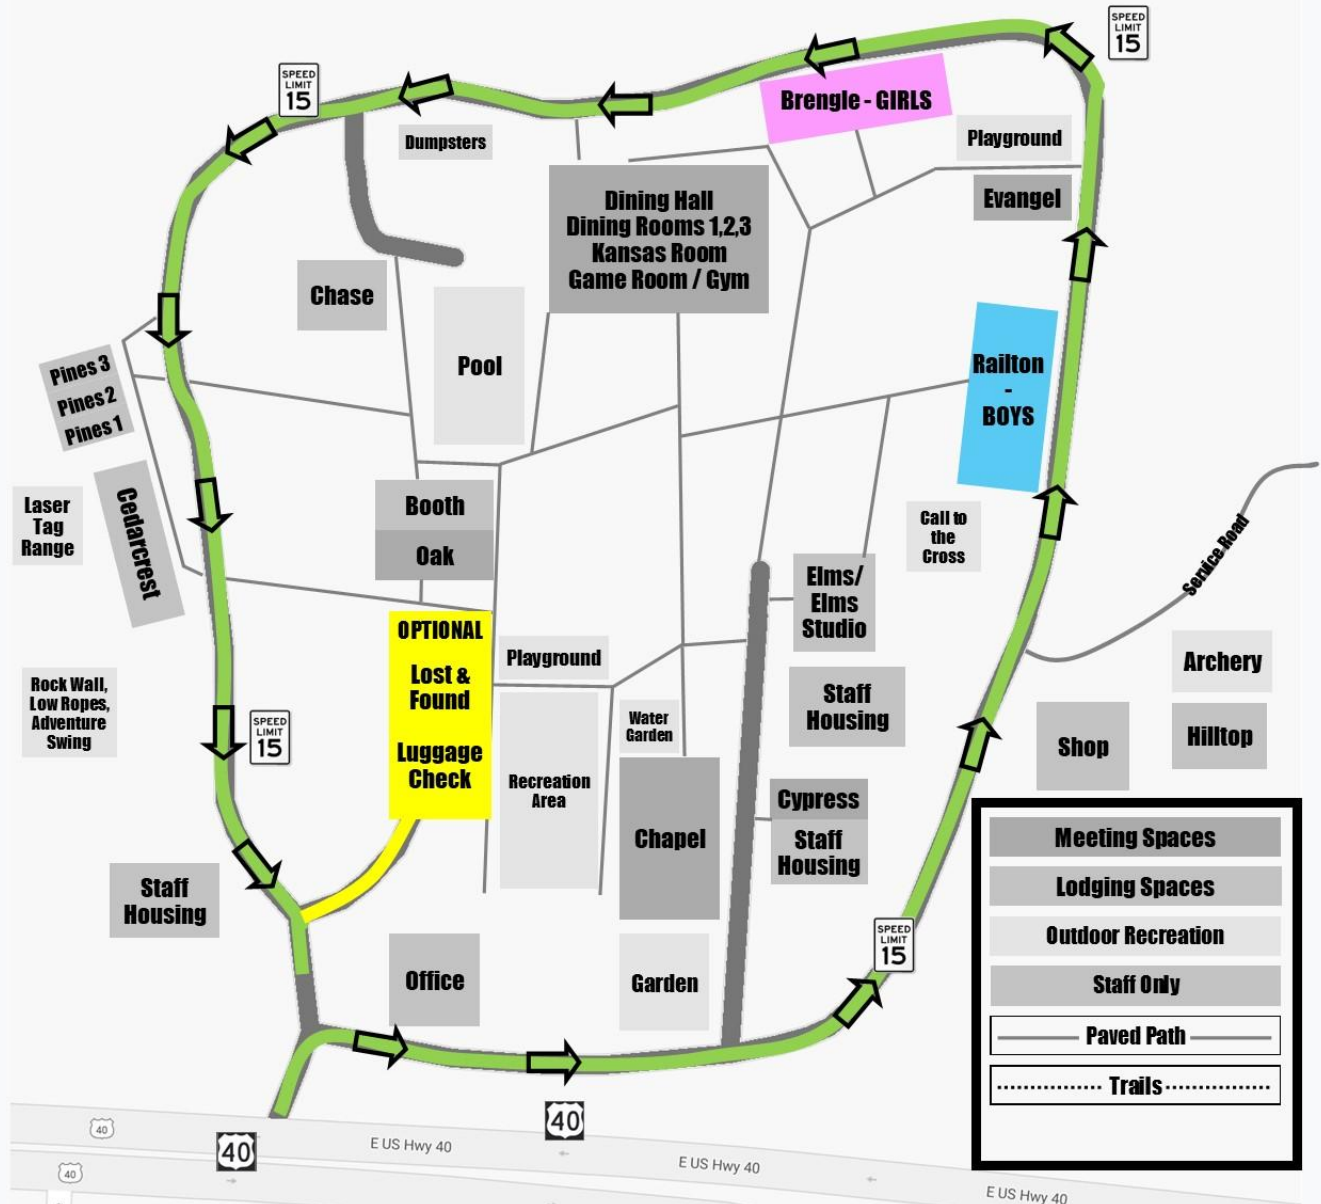 SPEED
LIMIT
15
SPEED
LIMIT
15
Brengle - GIRLS
Dumpsters
Playground
Dining Hall
Dining Rooms 1,2,3
Kansas Room
Game Room / Gym
Evangel
Chase
Pool
Railton
-
BOYS
Pines 3
Pines 2
Pines 1
Laser
Tag
Range
Cedarcrest
Booth
Oak
Call to
the
Cross
Service Road
Elms/
Elms
Studio
OPTIONAL
Lost &
Found
Luggage
Check
Playground
Archery
Rock Wall,
Low Ropes,
Adventure
Swing
SPEED
LIMIT
15
Water
Garden
Staff
Housing
Shop
Hilltop
Recreation
Area
Chapel
Cypress
Staff
Housing
Staff
Housing
Office
Garden
SPEED
LIMIT
15
Meeting Spaces
Lodging Spaces
Outdoor Recreation
Staff Only
Paved Path
Trails
40
40
40
E US Hwy 40
E US Hwy 40
40
E US Hwy 40